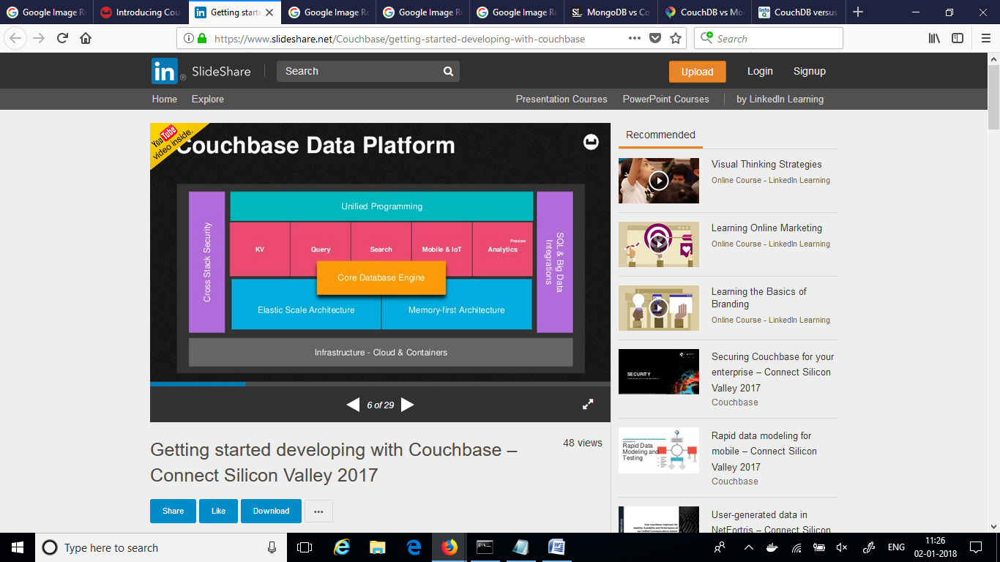 Google Image Re
Introducing Cou
Getting starte
Google Image Re
Google Image Re
Google Image Re
SL MongoDB vs Co
CouchDB vs Mo
Info Q CouchDB versus
https://www.slideshare.net/Couchbase/getting-started-developing-with-couchbase
Search
in ® SlideShare
Search
Upload
Login
Signup
Home
Explore
Presentation Courses
PowerPoint Courses
by LinkedIn Learning
YouTube
video inside.
Couchbase Data Platform
Cross Stack Security
Unified Programming
KV
Query
Search
Mobile & IoT
Preview
Analytics
Core Database Engine
Elastic Scale Architecture
Memory-first Architecture
SQL & Big Data
Integrations
Infrastructure - Cloud & Containers
6 of 29
Getting started developing with Couchbase –
Connect Silicon Valley 2017
48 views
Share
Like
Download
Recommended
Visual Thinking Strategies
Online Course - LinkedIn Learning
Learning Online Marketing
Online Course - LinkedIn Learning
Learning the Basics of
Branding
Online Course - LinkedIn Learning
SECURITY
Securing Couchbase for your
enterprise – Connect Silicon
Valley 2017
Couchbase
Rapid Data
Modeling and
Testing
Rapid data modeling for
mobile – Connect Silicon
Valley 2017
Couchbase
User-generated data in
NetFortris – Connect Silicon
Type here to search
ENG
11:26
02-01-2018